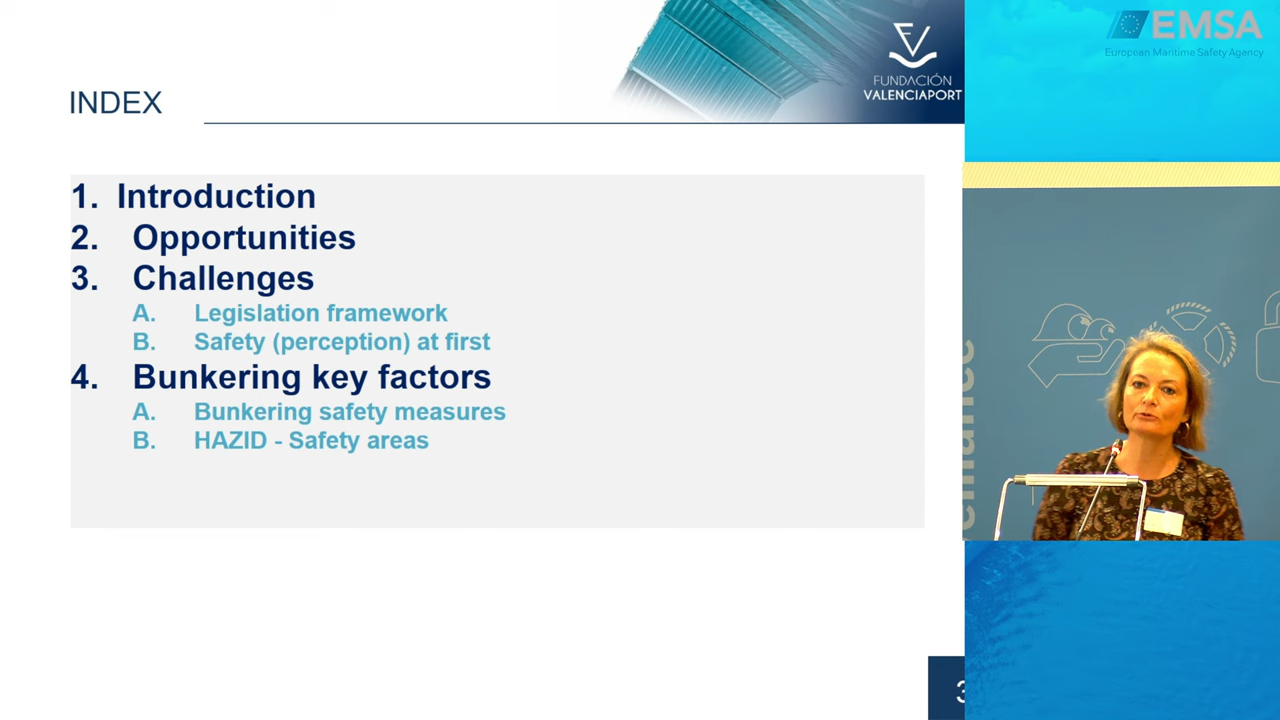 EMSA
European Maritime Safety Agency
FUNDACIÓN
VALENCIAPORT
INDEX
1. Introduction
2. Opportunities
3. Challenges
A. Legislation framework
B. Safety (perception) at first
4. Bunkering key factors
A. Bunkering safety measures
B. HAZID - Safety areas